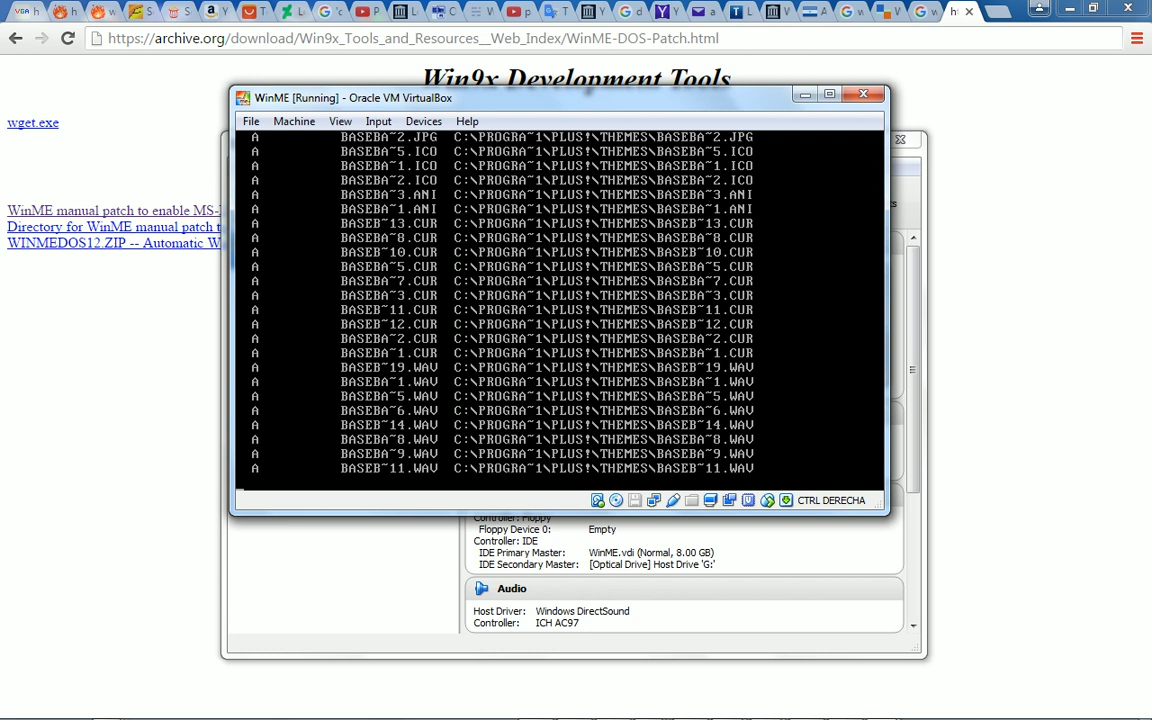 VGA h
h
w
S
S
Y
T
L
'c
P
L
C
W
p
T
Y
d
Y
a
L
V
A
w
V
w
h
https://archive.org/download/Win9x_Tools_and_Resources__Web_Index/WinME-DOS-Patch.html
Win9x Development Tools
wget.exe
WinME manual patch to enable MS-
Directory for WinME manual patch t
WINMEDOS12.ZIP -- Automatic W
WinME [Running] - Oracle VM VirtualBox
File Machine View Input Devices Help
A BASEBA~2.JPG C:\PROGRA~1\PLUS!\THEMES\BASEBA~2.JPG
A BASEBA~5.ICO C:\PROGRA~1\PLUS!\THEMES\BASEBA~5.ICO
A BASEBA~1.ICO C:\PROGRA~1\PLUS!\THEMES\BASEBA~1.ICO
A BASEBA~2.ICO C:\PROGRA~1\PLUS!\THEMES\BASEBA~2.ICO
A BASEBA~3.ANI C:\PROGRA~1\PLUS!\THEMES\BASEBA~3.ANI
A BASEBA~1.ANI C:\PROGRA~1\PLUS!\THEMES\BASEBA~1.ANI
A BASEB~13.CUR C:\PROGRA~1\PLUS!\THEMES\BASEB~13.CUR
A BASEBA~8.CUR C:\PROGRA~1\PLUS!\THEMES\BASEBA~8.CUR
A BASEB~10.CUR C:\PROGRA~1\PLUS!\THEMES\BASEB~10.CUR
A BASEBA~5.CUR C:\PROGRA~1\PLUS!\THEMES\BASEBA~5.CUR
A BASEBA~7.CUR C:\PROGRA~1\PLUS!\THEMES\BASEBA~7.CUR
A BASEBA~3.CUR C:\PROGRA~1\PLUS!\THEMES\BASEBA~3.CUR
A BASEB~11.CUR C:\PROGRA~1\PLUS!\THEMES\BASEB~11.CUR
A BASEB~12.CUR C:\PROGRA~1\PLUS!\THEMES\BASEB~12.CUR
A BASEBA~2.CUR C:\PROGRA~1\PLUS!\THEMES\BASEBA~2.CUR
A BASEBA~1.CUR C:\PROGRA~1\PLUS!\THEMES\BASEBA~1.CUR
A BASEB~19.WAV C:\PROGRA~1\PLUS!\THEMES\BASEB~19.WAV
A BASEBA~1.WAV C:\PROGRA~1\PLUS!\THEMES\BASEBA~1.WAV
A BASEBA~5.WAV C:\PROGRA~1\PLUS!\THEMES\BASEBA~5.WAV
A BASEBA~6.WAV C:\PROGRA~1\PLUS!\THEMES\BASEBA~6.WAV
A BASEB~14.WAV C:\PROGRA~1\PLUS!\THEMES\BASEB~14.WAV
A BASEBA~8.WAV C:\PROGRA~1\PLUS!\THEMES\BASEBA~8.WAV
A BASEBA~9.WAV C:\PROGRA~1\PLUS!\THEMES\BASEBA~9.WAV
A BASEB~11.WAV C:\PROGRA~1\PLUS!\THEMES\BASEB~11.WAV
CTRL DERECHA
Controller: Floppy
Floppy Device 0: Empty
Controller: IDE
IDE Primary Master: WinME.vdi (Normal, 8.00 GB)
IDE Secondary Master: [Optical Drive] Host Drive 'G:'
Audio
Host Driver: Windows DirectSound
Controller: ICH AC97